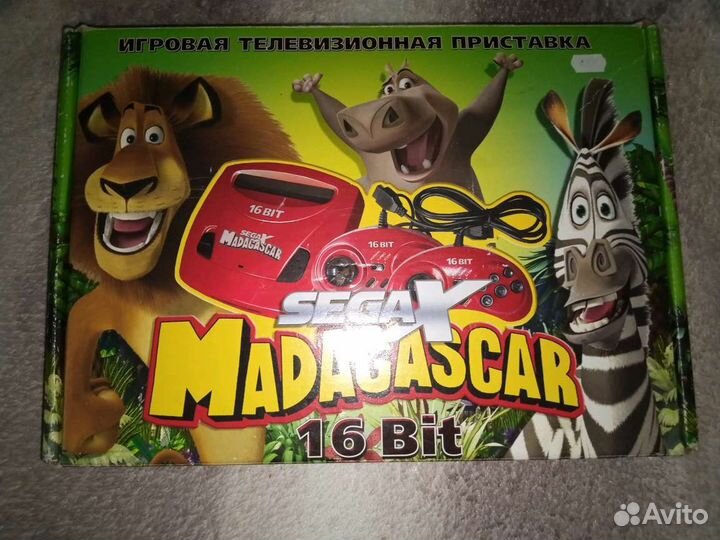 ИГРОВАЯ ТЕЛЕВИЗИОННАЯ ПРИСТАВКА
16 BIT
SEGA X
MADAGASCAR
16 BIT
16 BIT
SEGA X
MADAGASCAR
16 Bit
Avito